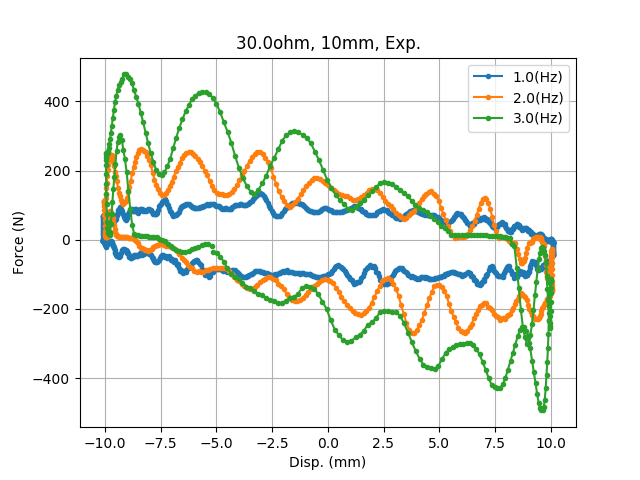 30.0ohm, 10mm, Exp.
1.0(Hz)
2.0(Hz)
3.0(Hz)
400
200
0
−200
−400
Force (N)
−10.0 −7.5 −5.0 −2.5 0.0 2.5 5.0 7.5 10.0
Disp. (mm)